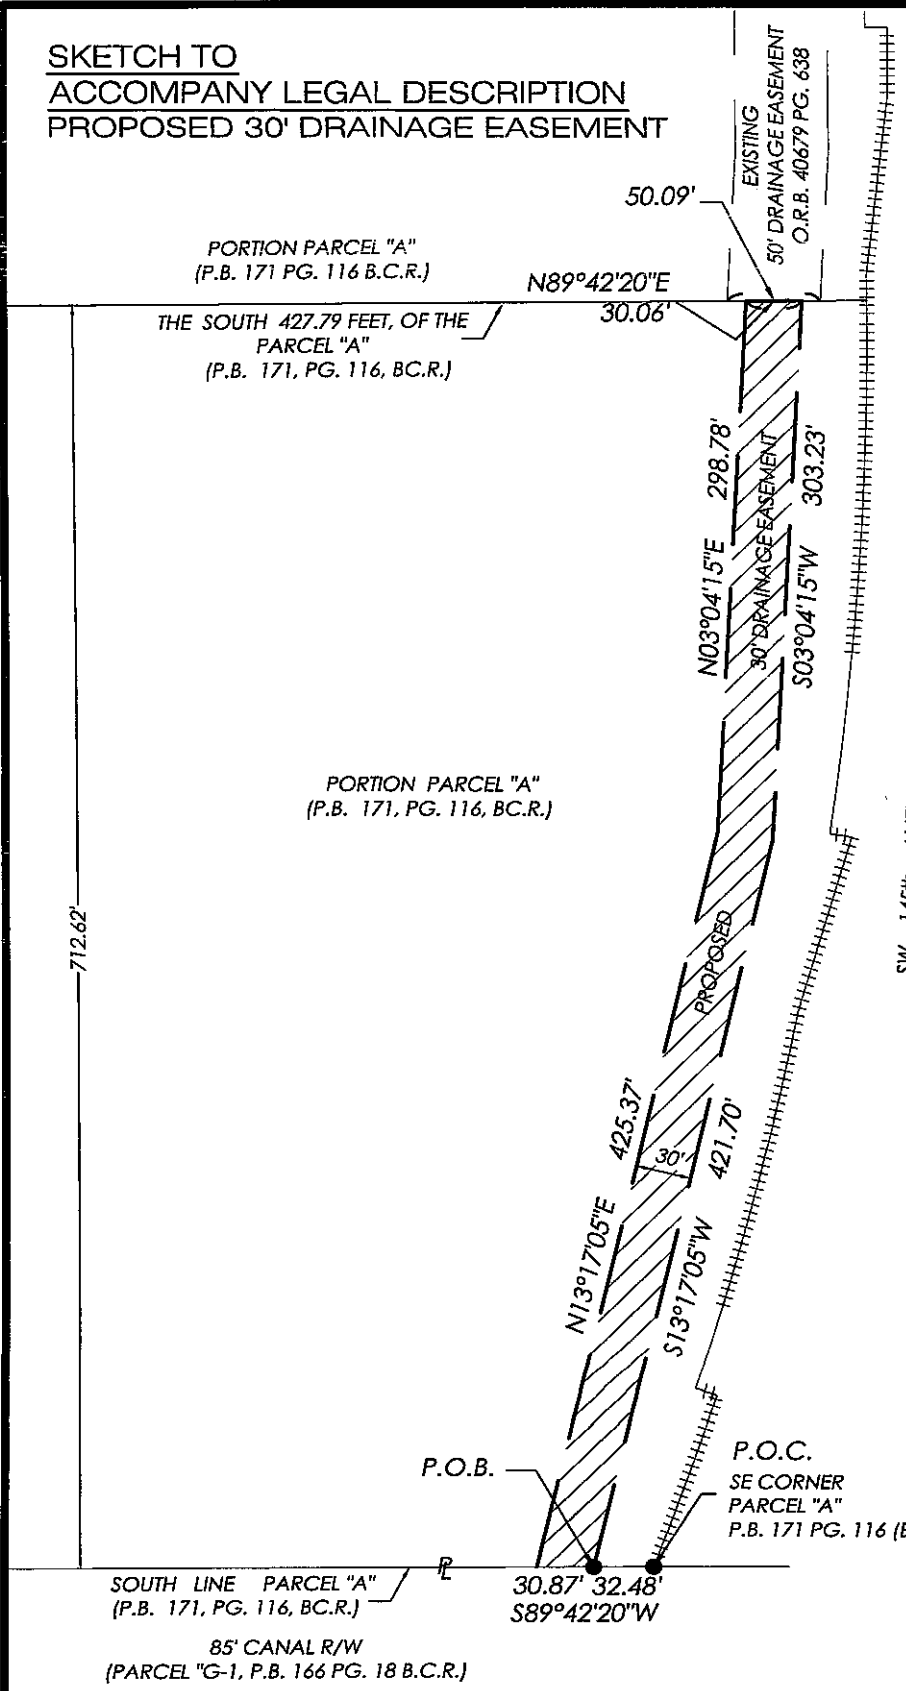 SKETCH TO
ACCOMPANY LEGAL DESCRIPTION
PROPOSED 30' DRAINAGE EASEMENT
EXISTING
50' DRAINAGE EASEMENT
O.R.B. 40679 PG. 638
50.09'
PORTION PARCEL "A"
(P.B. 171 PG. 116 B.C.R.)
N89°42'20"E
30.06'
THE SOUTH 427.79 FEET, OF THE
PARCEL "A"
(P.B. 171, PG. 116, BC.R.)
298.78'
N03°04'15"E
30' DRAINAGE EASEMENT
303.23'
S03°04'15"W
PORTION PARCEL "A"
(P.B. 171, PG. 116, BC.R.)
712.62'
PROPOSED
425.37'
30'
421.70'
N13°17'05"E
S13°17'05"W
P.O.B.
P.O.C.
SE CORNER
PARCEL "A"
P.B. 171 PG. 116 (B
PL
SOUTH LINE PARCEL "A"
(P.B. 171, PG. 116, BC.R.)
30.87' 32.48'
S89°42'20"W
85' CANAL R/W
(PARCEL "G-1, P.B. 166 PG. 18 B.C.R.)